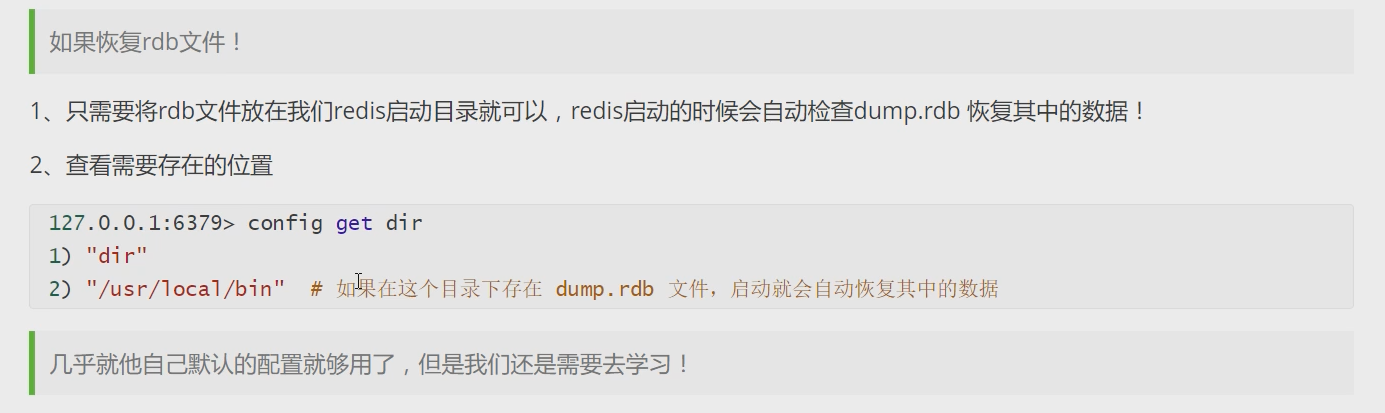 如果恢复rdb文件！
1、只需要将rdb文件放在我们redis启动目录就可以，redis启动的时候会自动检查dump.rdb 恢复其中的数据！
2、查看需要存在的位置
127.0.0.1:6379> config get dir
1) "dir"
2) "/usr/local/bin"  # 如果在这个目录下存在 dump.rdb 文件，启动就会自动恢复其中的数据
几乎就他自己默认的配置就够用了，但是我们还是需要去学习！